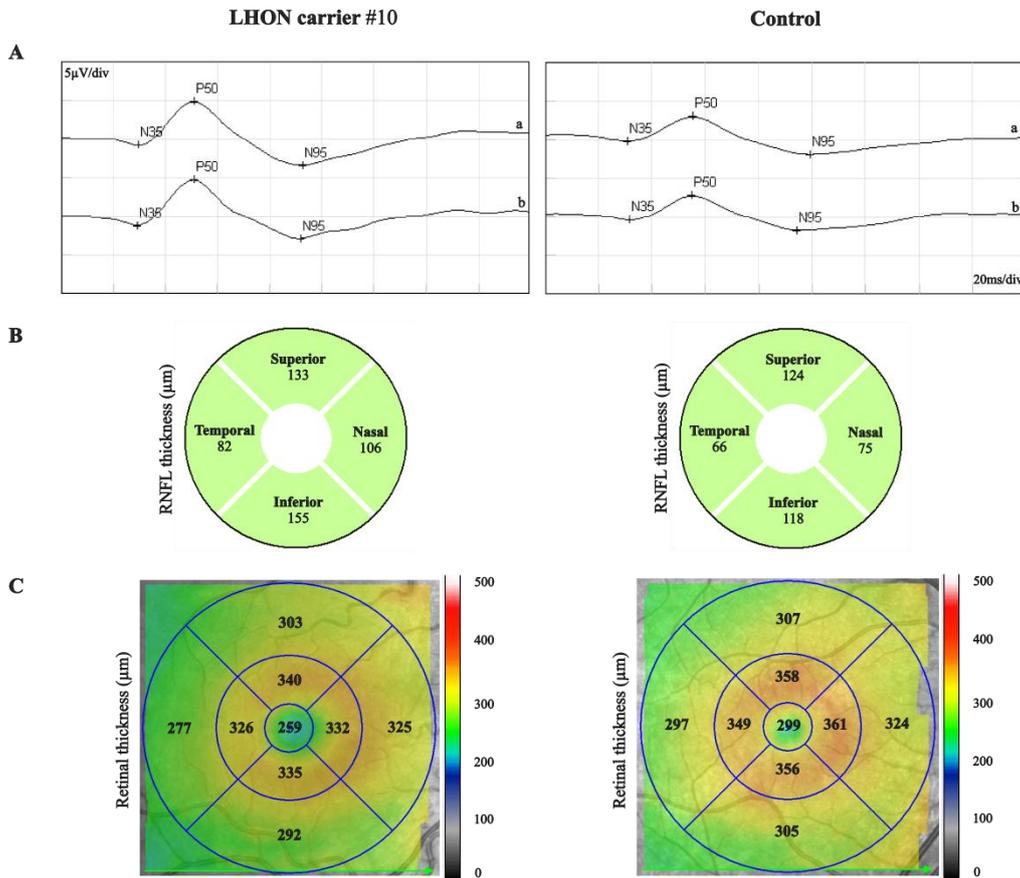 LHON carrier #10
Control
A
5µV/div
P50
N35
N95
a
P50
N35
N95
b
P50
N35
N95
a
P50
N35
N95
b
20ms/div
B
RNFL thickness (µm)
Superior
133
Temporal
82
Nasal
106
Inferior
155
RNFL thickness (µm)
Superior
124
Temporal
66
Nasal
75
Inferior
118
C
Retinal thickness (µm)
303
340
277
326
259
332
325
335
292
500
400
300
200
100
0
Retinal thickness (µm)
307
358
297
349
299
361
324
356
305
500
400
300
200
100
0